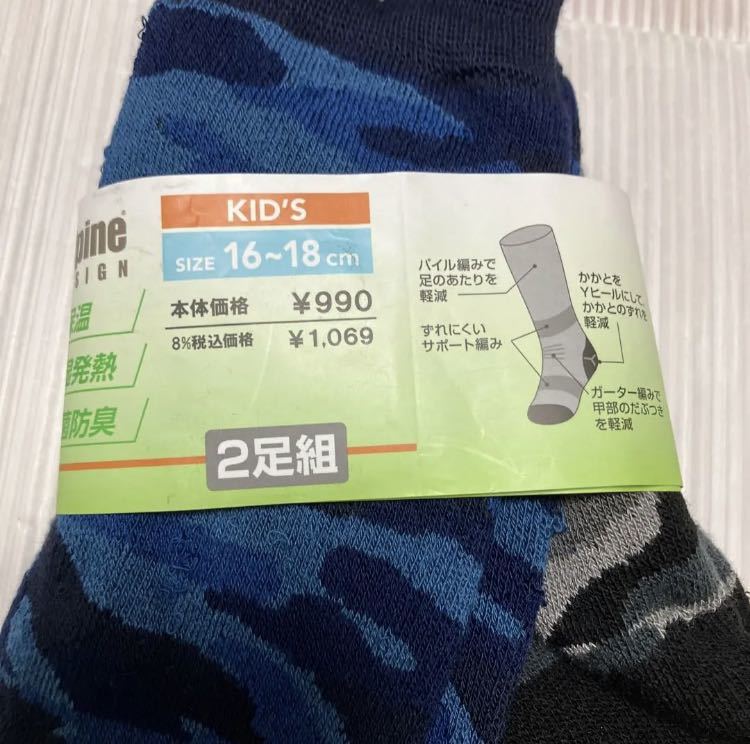 pine®
SIGN
KID'S
SIZE 16~18 cm
本体価格 ¥990
8%税込価格 ¥1,069
温
発熱
防臭
2足組
パイル編みで
足のあたりを
軽減
ずれにくい
サポート編み
かかとを
Yヒールにして、
かかとのずれを
軽減
ガーター編みで
甲部のだぶつき
を軽減